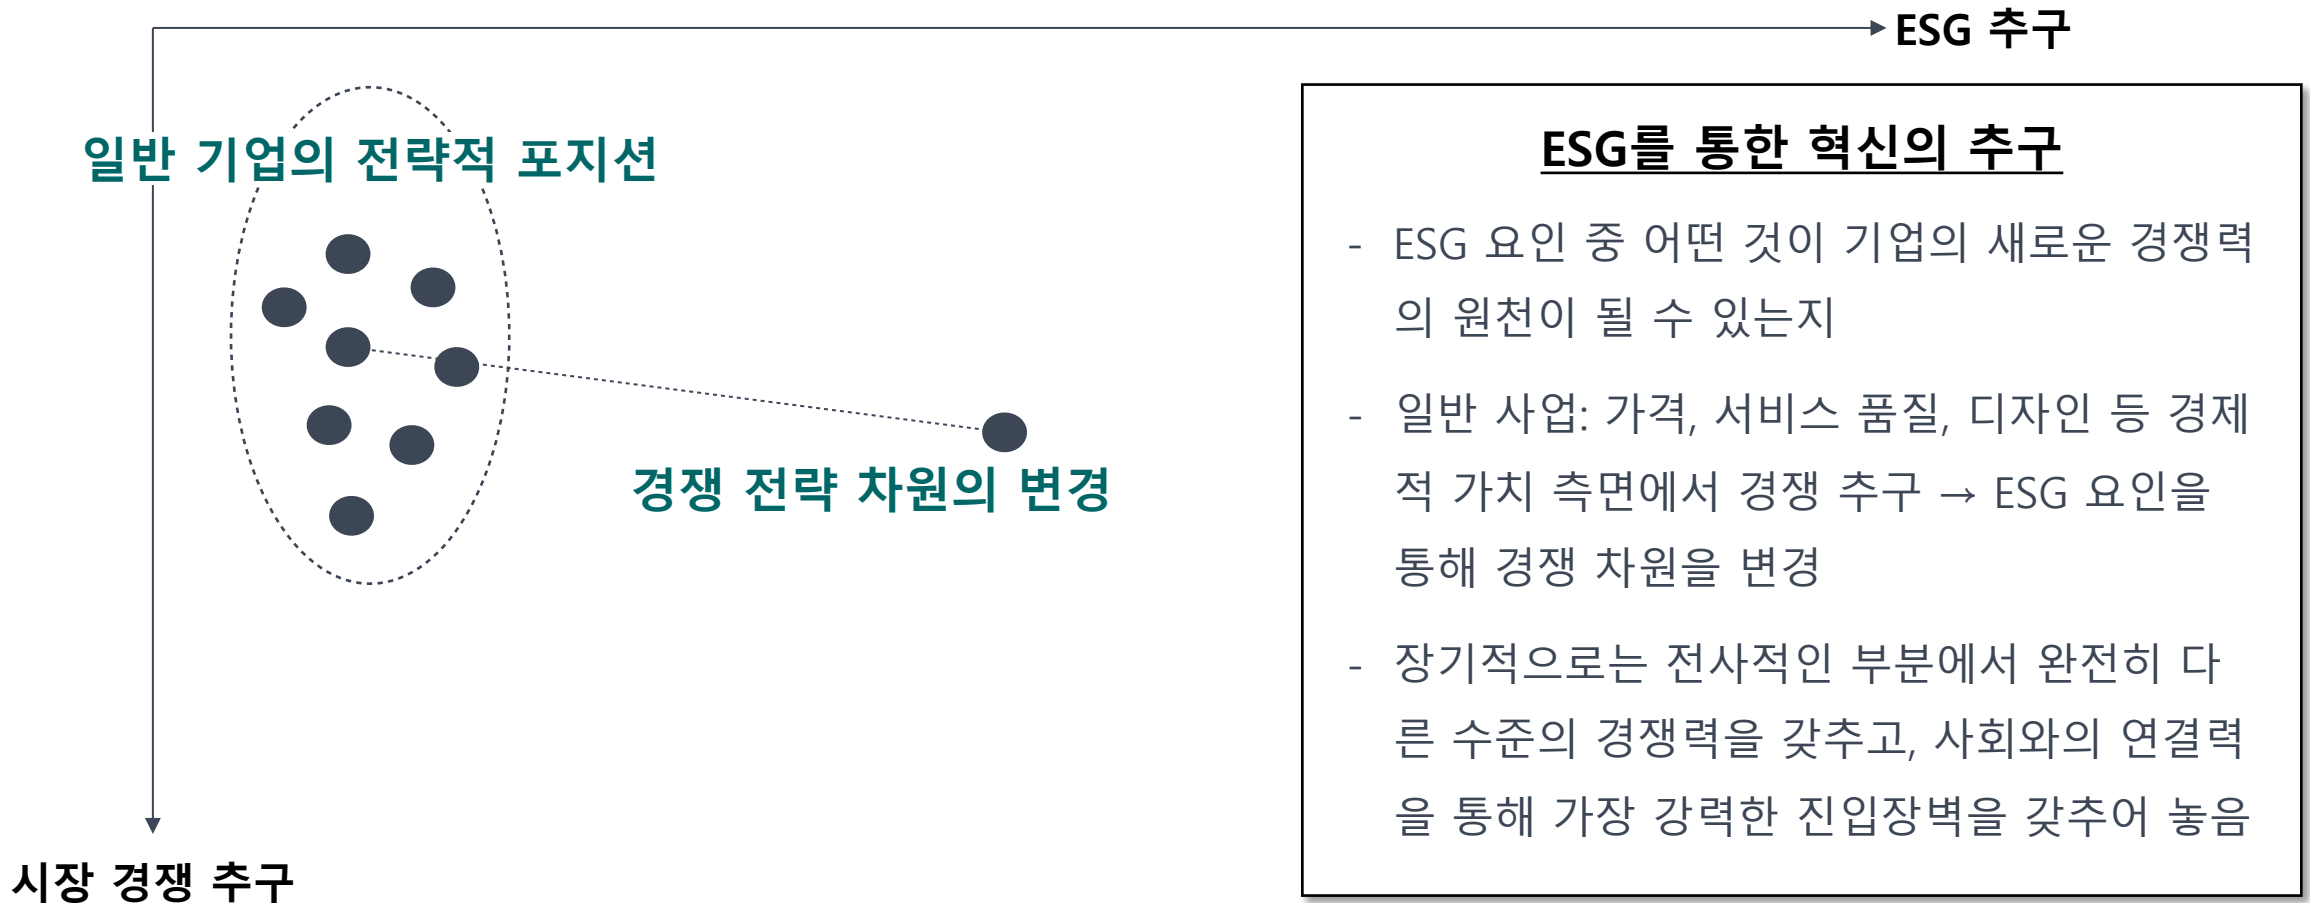 ESG 추구
일반 기업의 전략적 포지션
경쟁 전략 차원의 변경
시장 경쟁 추구
ESG를 통한 혁신의 추구
- ESG 요인 중 어떤 것이 기업의 새로운 경쟁력
의 원천이 될 수 있는지
- 일반 사업: 가격, 서비스 품질, 디자인 등 경제
적 가치 측면에서 경쟁 추구 → ESG 요인을
통해 경쟁 차원을 변경
- 장기적으로는 전사적인 부분에서 완전히 다
른 수준의 경쟁력을 갖추고, 사회와의 연결력
을 통해 가장 강력한 진입장벽을 갖추어 놓음